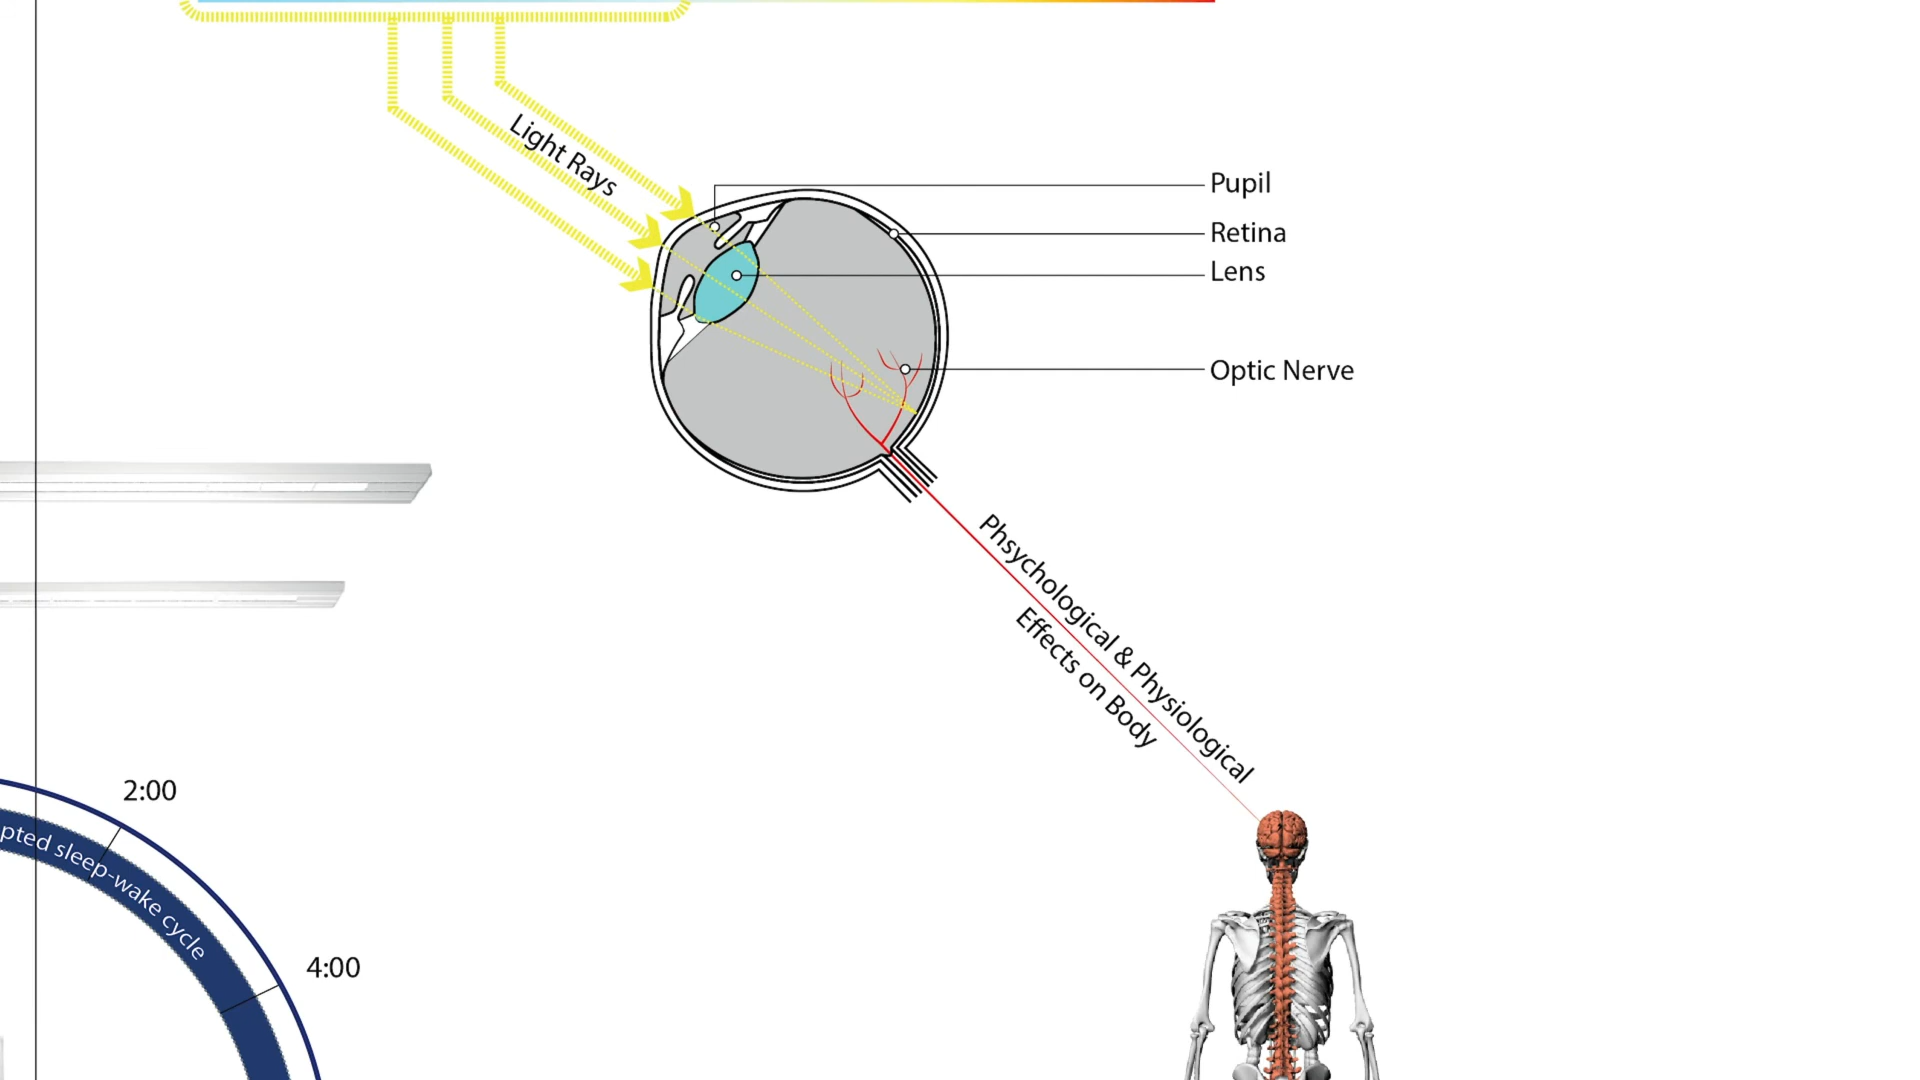 Light Rays
Pupil
Retina
Lens
Optic Nerve
Phsychological & Physiological
Effects on Body
2:00
pted sleep-wake cycle
4:00